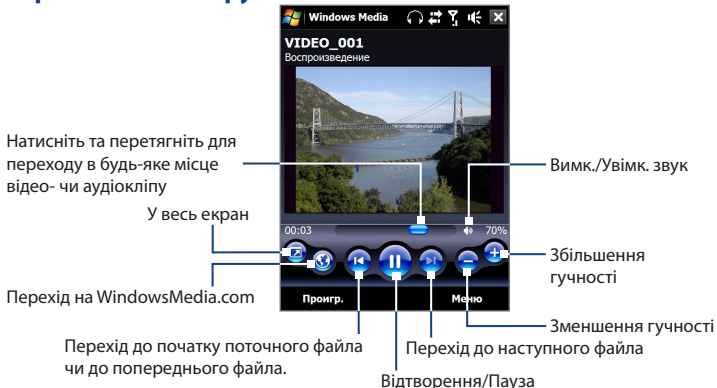 Windows Media
VIDEO_001
Воспроизведение
Натисніть та перетягніть для
переходу в будь-яке місце
відео- чи аудіокліпу
Вимк./Увімк. звук
У весь екран
00:03
70%
Збільшення
гучності
Перехід на WindowsMedia.com
Проигр.
Меню
Зменшення гучності
Перехід до початку поточного файла
чи до попереднього файла.
Перехід до наступного файла
Відтворення/Пауза